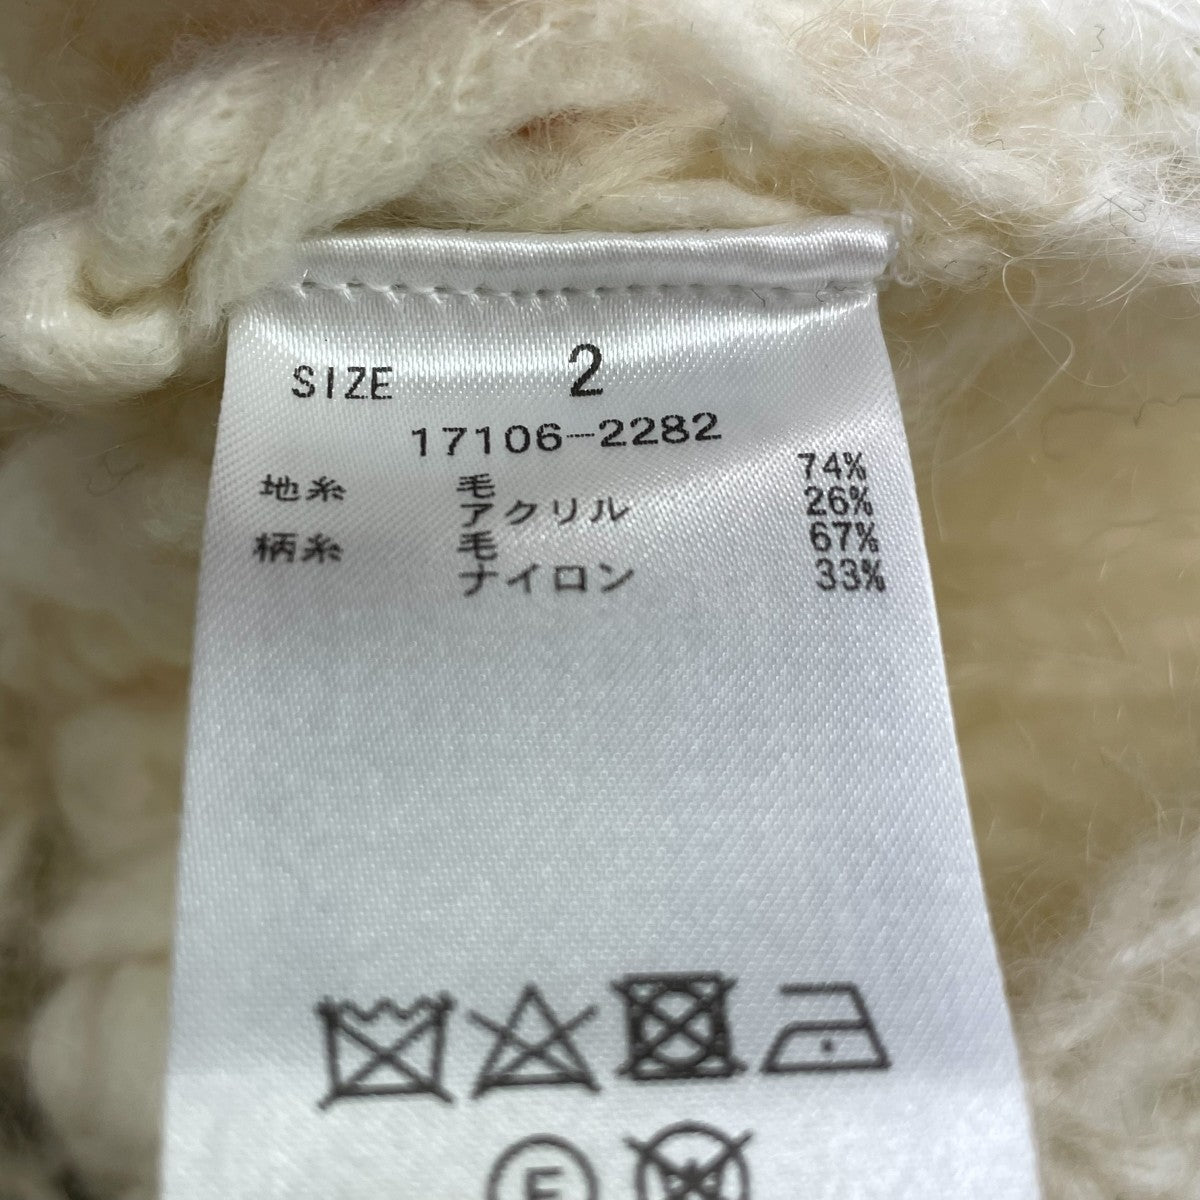 SIZE 2
17106-2282
地糸 毛 74%
アクリル 26%
柄糸 毛 67%
ナイロン 33%